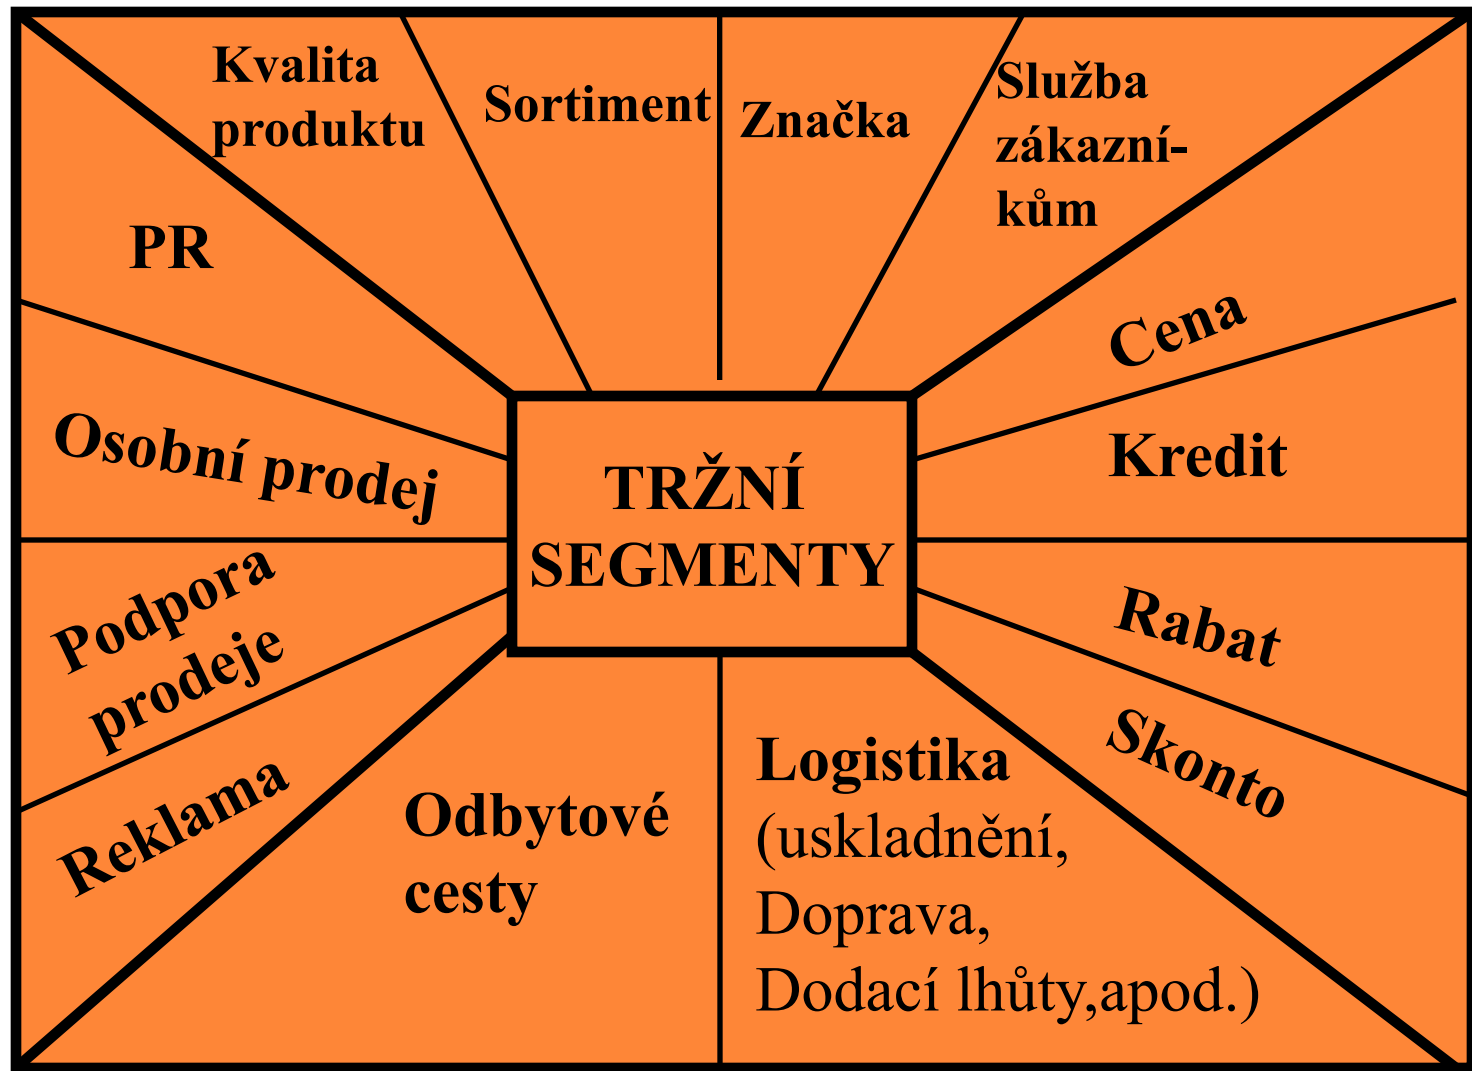 Kvalita
produktu
Sortiment
Značka
Služba
zákazní-
kům
PR
Cena
Osobní prodej
Kredit
TRŽNÍ
SEGMENTY
Podpora
prodeje
Rabat
Reklama
Skonto
Odbytové
cesty
Logistika
(uskladnění,
Doprava,
Dodací lhůty,apod.)